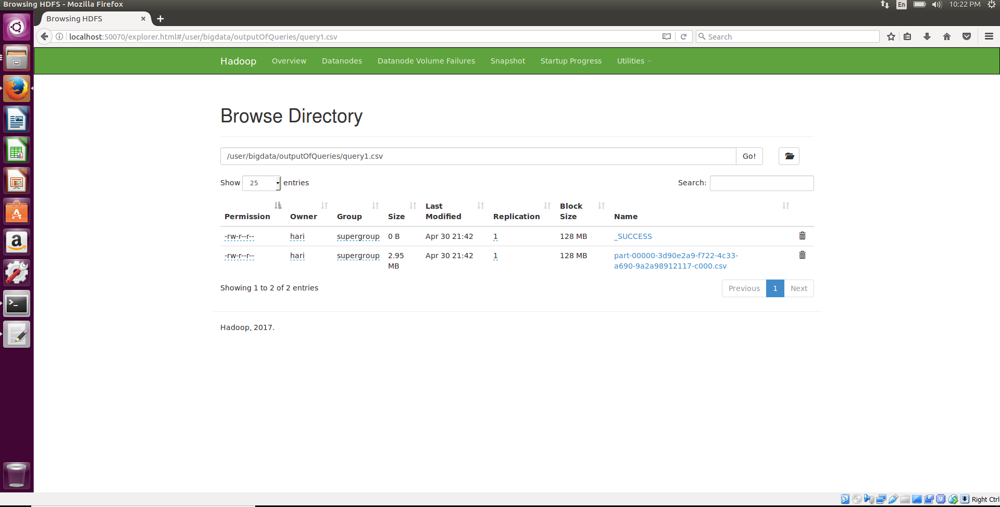 Browsing HDFS - Mozilla Firefox
En
10:22 PM
Browsing HDFS
localhost:50070/explorer.html#/user/bigdata/outputOfQueries/query1.csv
Search
Hadoop Overview Datanodes Datanode Volume Failures Snapshot Startup Progress Utilities
Browse Directory
/user/bigdata/outputOfQueries/query1.csv Go!
Show 25 entries Search:
Permission Owner Group Size Last Modified Replication Block Size Name
-rw-r--r-- hari supergroup 0 B Apr 30 21:42 1 128 MB _SUCCESS
-rw-r--r-- hari supergroup 2.95 MB Apr 30 21:42 1 128 MB part-00000-3d90e2a9-f722-4c33-
a690-9a2a98912117-c000.csv
Showing 1 to 2 of 2 entries Previous 1 Next
Hadoop, 2017.
Right Ctrl